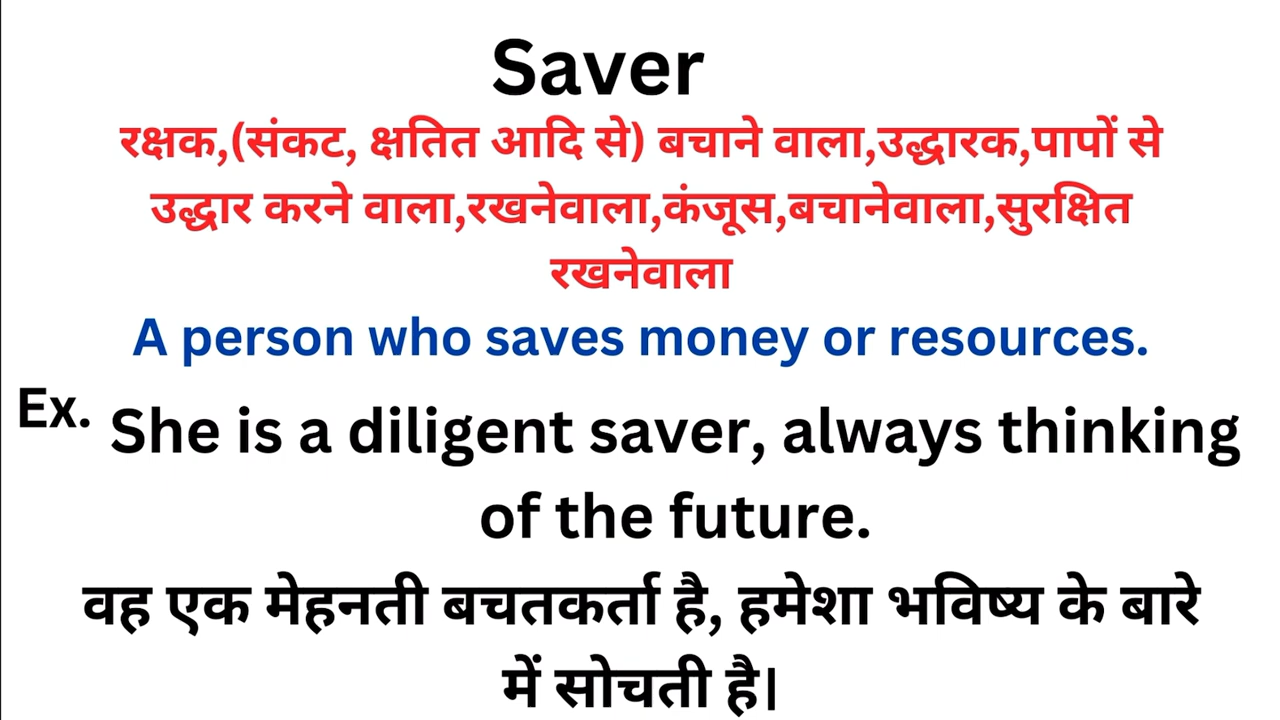 Saver
रक्षक,(संकट, क्षतित आदि से) बचाने वाला,उद्धारक,पापों से
उद्धार करने वाला,रखनेवाला,कंजूस,बचानेवाला,सुरक्षित
रखनेवाला
A person who saves money or resources.
Ex. She is a diligent saver, always thinking
of the future.
वह एक मेहनती बचतकर्ता है, हमेशा भविष्य के बारे
में सोचती है।